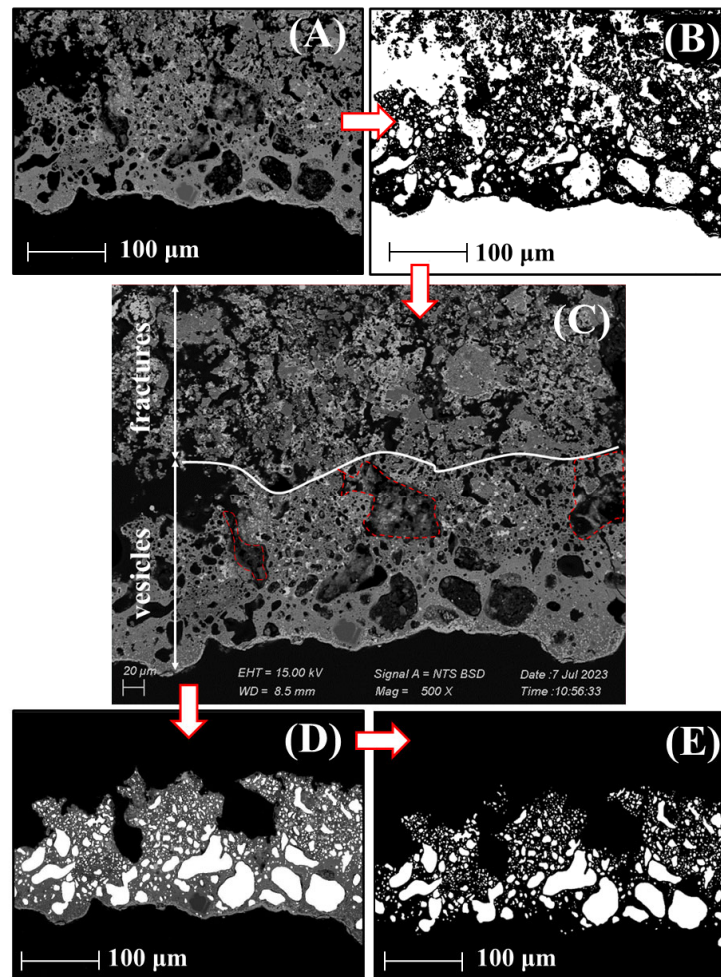 (A)
100 µm
(B)
100 µm
(C)
fractures
vesicles
20 µm
EHT = 15.00 kV
WD = 8.5 mm
Signal A = NTS BSD
Mag = 500 X
Date :7 Jul 2023
Time :10:56:33
(D)
100 µm
(E)
100 µm